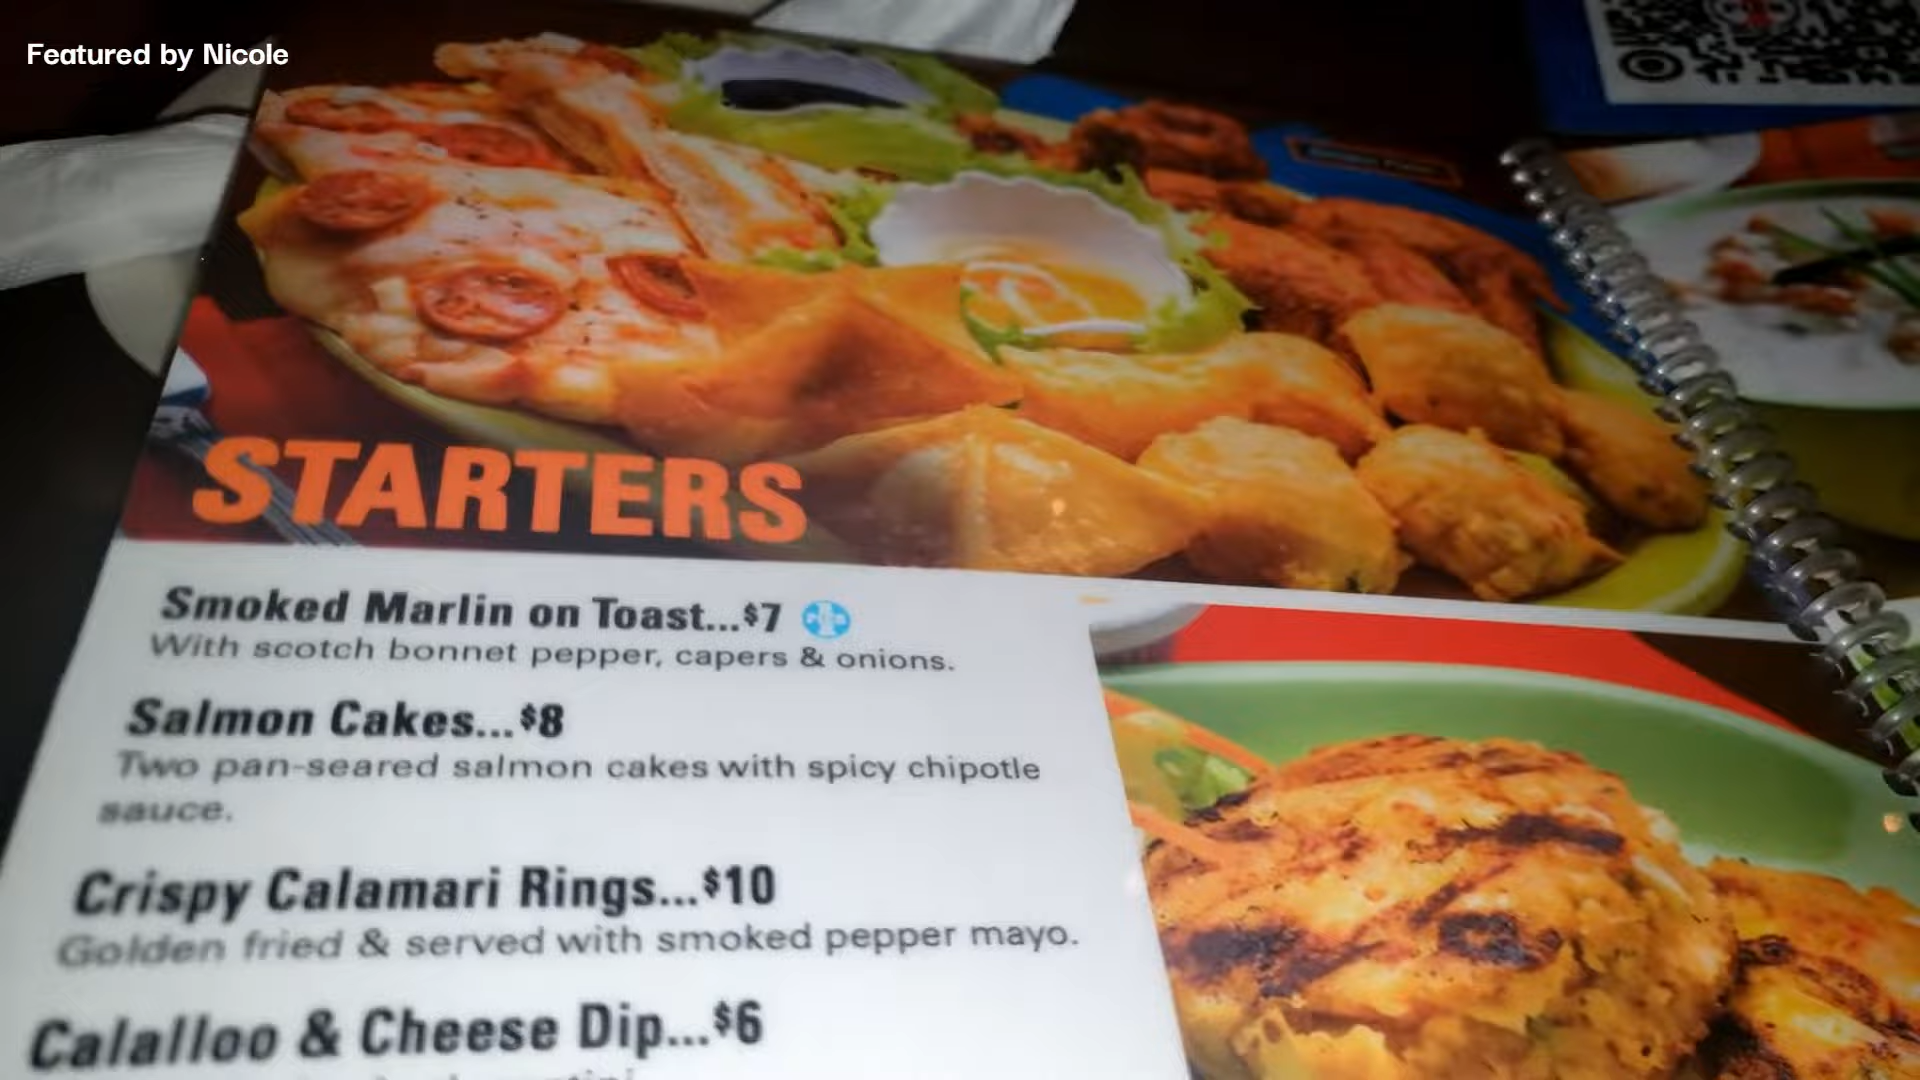 Featured by Nicole
STARTERS
Smoked Marlin on Toast...$7
With scotch bonnet pepper, capers & onions.
Salmon Cakes...$8
Two pan-seared salmon cakes with spicy chipotle
sauce.
Crispy Calamari Rings...$10
Golden fried & served with smoked pepper mayo.
Calalloo & Cheese Dip...$6